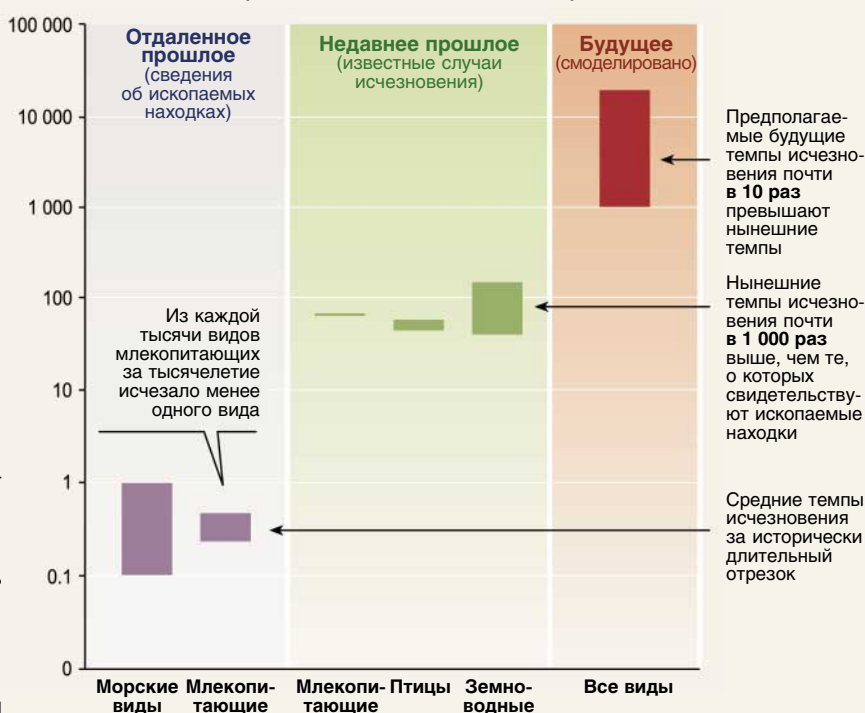 100 000
10 000
1 000
100
10
1
0.1
0
Отдаленное
прошлое
(сведения
об ископаемых
находках)
Недавнее прошлое
(известные случаи
исчезновения)
Будущее
(смоделировано)
Из каждой
тысячи видов
млекопитающих
за тысячелетие
исчезало менее
одного вида
Предполагае-
мые будущие
темпы исчезно-
вения почти
в 10 раз
превышают
нынешние
темпы
Нынешние
темпы исчезно-
вения почти
в 1 000 раз
выше, чем те,
о которых
свидетельству-
ют ископаемые
находки
Средние темпы
исчезновения
за исторически
длительный
отрезок
Морские
виды
Млекопи-
тающие
Млекопи-
тающие
Птицы
Земно-
водные
Все виды